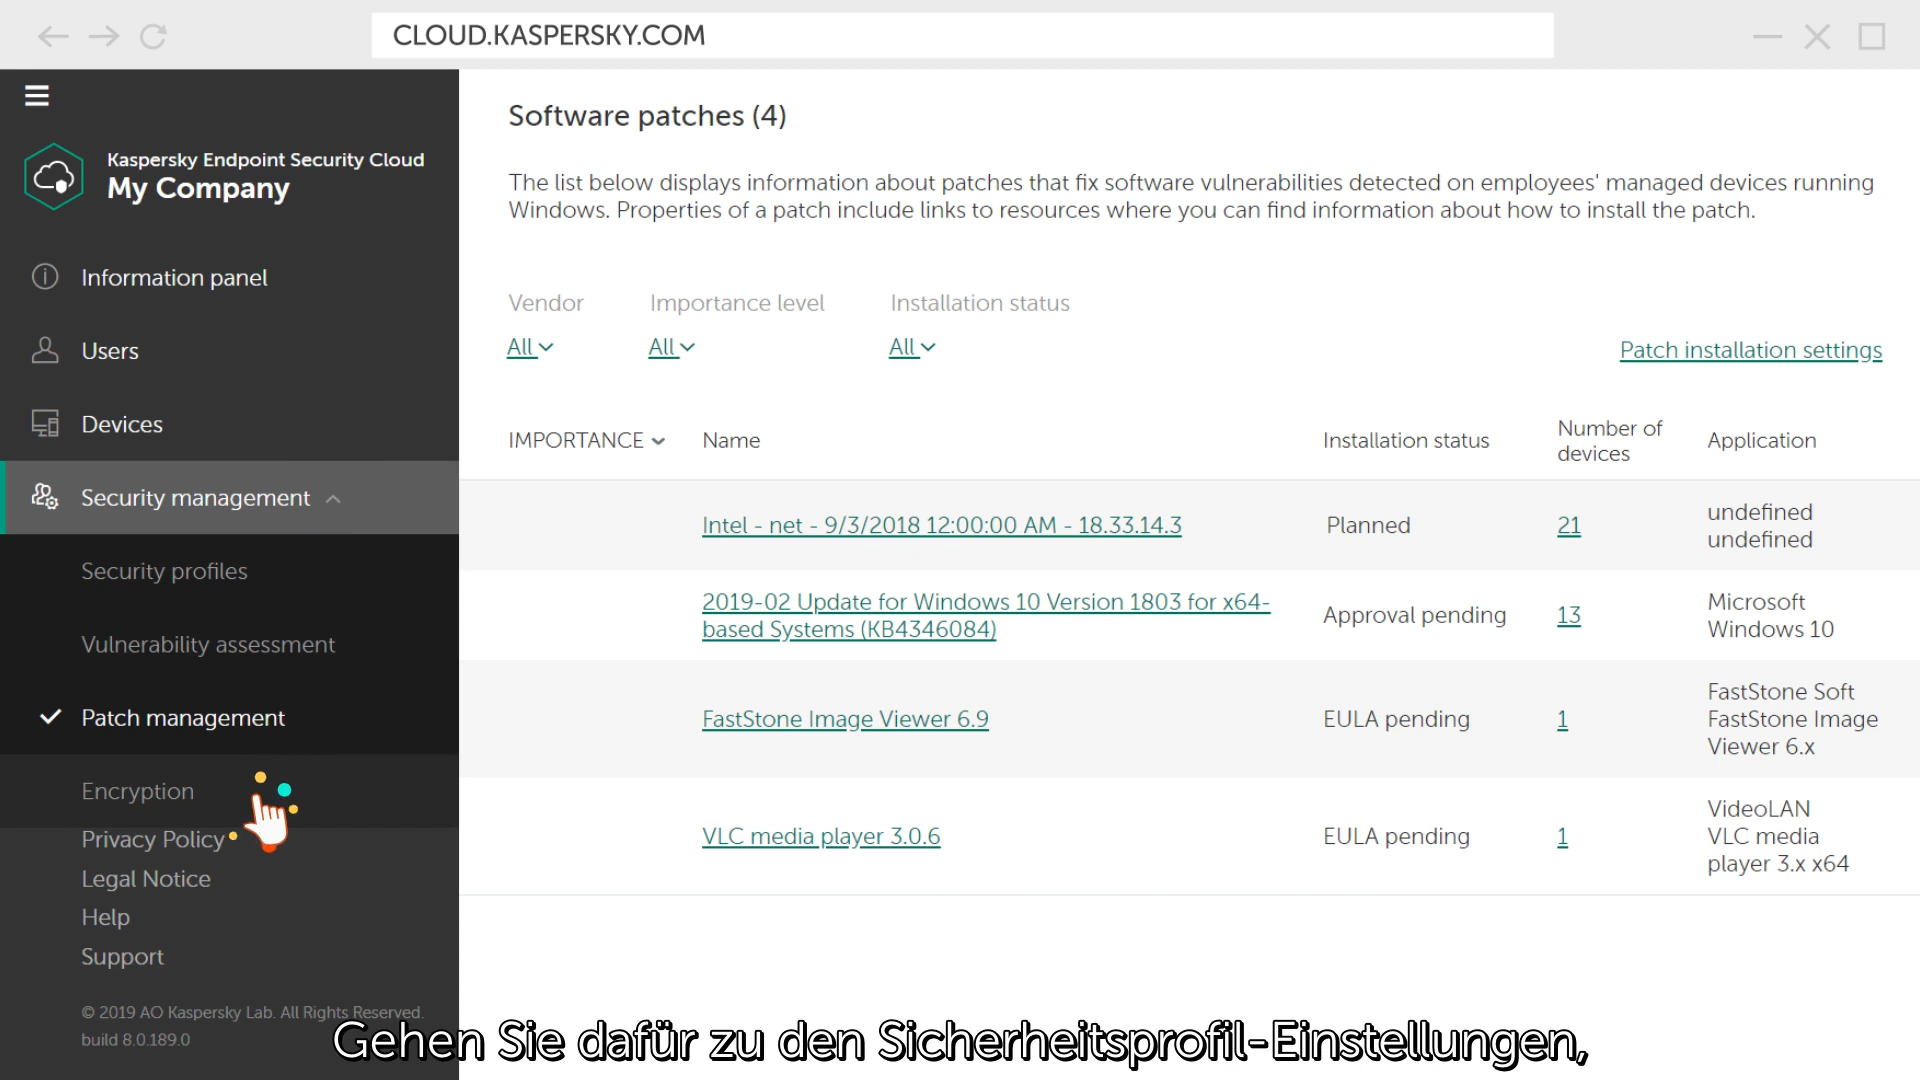 CLOUD.KASPERSKY.COM
Kaspersky Endpoint Security Cloud
My Company
Information panel
Users
Devices
Security management
Security profiles
Vulnerability assessment
Patch management
Encryption
Privacy Policy
Legal Notice
Help
Support
© 2019 AO Kaspersky Lab. All Rights Reserved.
build 8.0.189.0
Software patches (4)
The list below displays information about patches that fix software vulnerabilities detected on employees' managed devices running
Windows. Properties of a patch include links to resources where you can find information about how to install the patch.
Vendor Importance level Installation status
All All All
Patch installation settings
IMPORTANCE Name Installation status Number of devices Application
Intel - net - 9/3/2018 12:00:00 AM - 18.33.14.3 Planned 21 undefined
undefined
2019-02 Update for Windows 10 Version 1803 for x64-
based Systems (KB4346084) Approval pending 13 Microsoft
Windows 10
FastStone Image Viewer 6.9 EULA pending 1 FastStone Soft
FastStone Image
Viewer 6.x
VLC media player 3.0.6 EULA pending 1 VideoLAN
VLC media
player 3.x x64
Gehen Sie dafür zu den Sicherheitsprofil-Einstellungen,